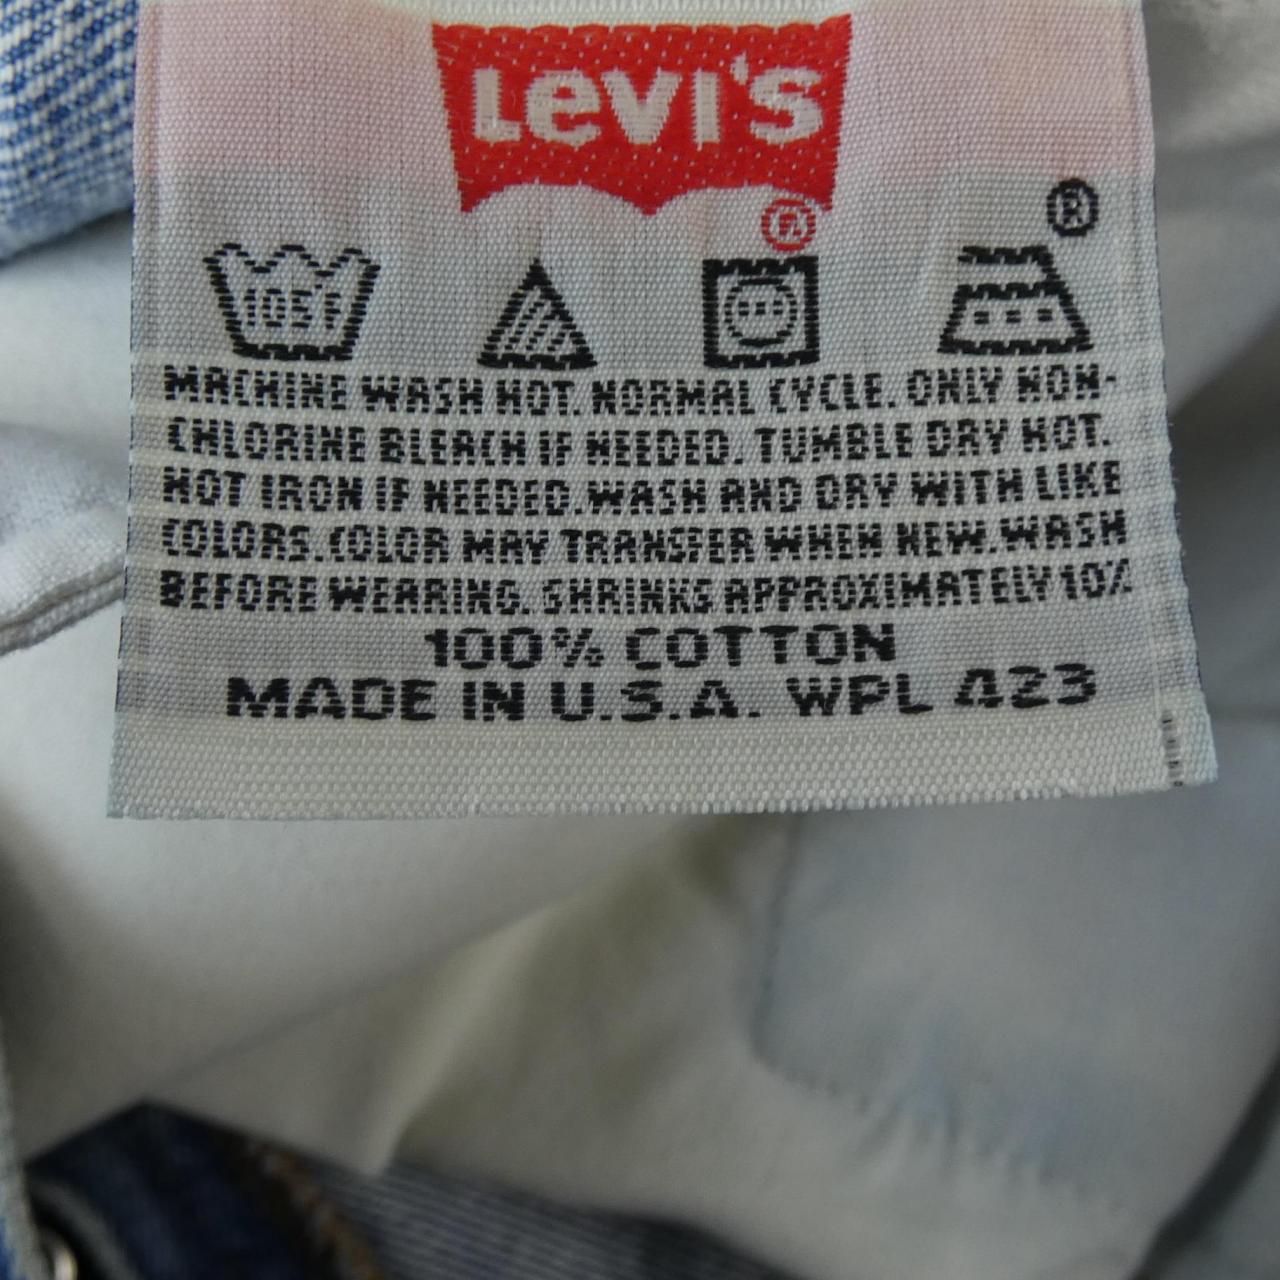 Levi's
®
®
105F
MACHINE WASH HOT. NORMAL CYCLE. ONLY NON-
CHLORINE BLEACH IF NEEDED. TUMBLE DRY HOT.
HOT IRON IF NEEDED.WASH AND DRY WITH LIKE
COLORS.COLOR MAY TRANSFER WHEN NEW.WASH
BEFORE WEARING. SHRINKS APPROXIMATELY 10%
100% COTTON
MADE IN U.S.A. WPL 423